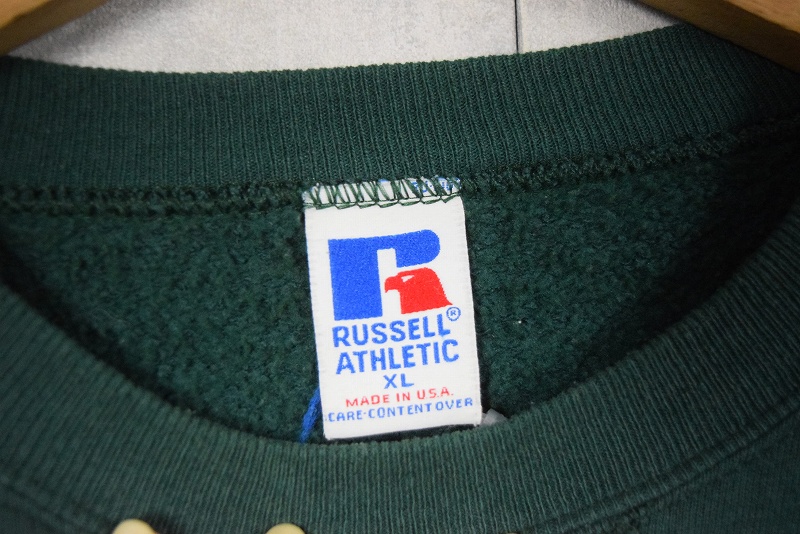 RUSSELL®
ATHLETIC
XL
MADE IN U.S.A.
CARE·CONTENT OVER